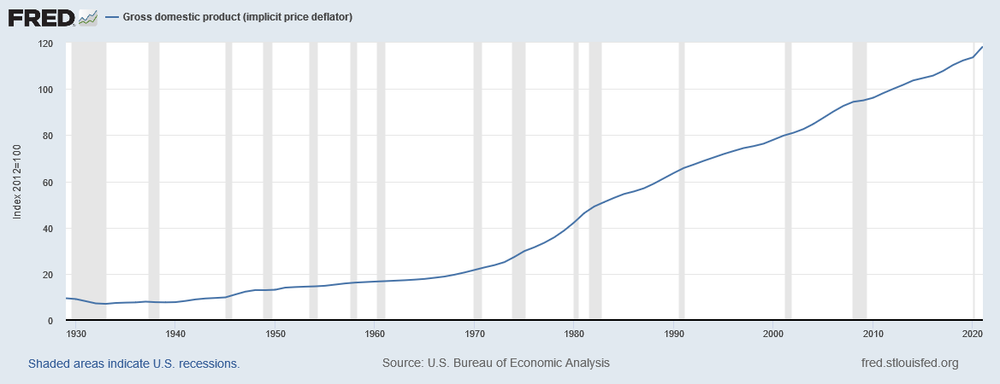 FRED
Gross domestic product (implicit price deflator)
120
100
80
60
40
20
0
Index 2012=100
1930 1940 1950 1960 1970 1980 1990 2000 2010 2020
Shaded areas indicate U.S. recessions. Source: U.S. Bureau of Economic Analysis fred.stlouisfed.org